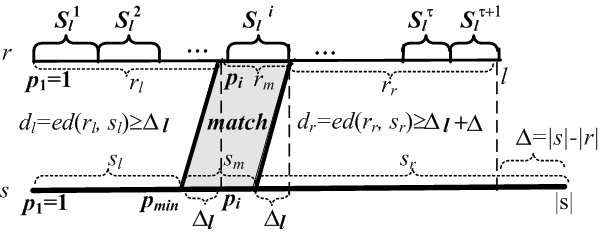 S_l^1 S_l^2 ... S_l^i ... S_l^τ S_l^{τ+1}
r
p_1=1 r_l p_i r_m r_r l
d_l=ed(r_l, s_l)≥Δ_l match d_r=ed(r_r, s_r)≥Δ_l+Δ Δ=|s|-|r|
s_l s_m s_r
s
p_1=1 p_min Δ_l p_i Δ_l |s|